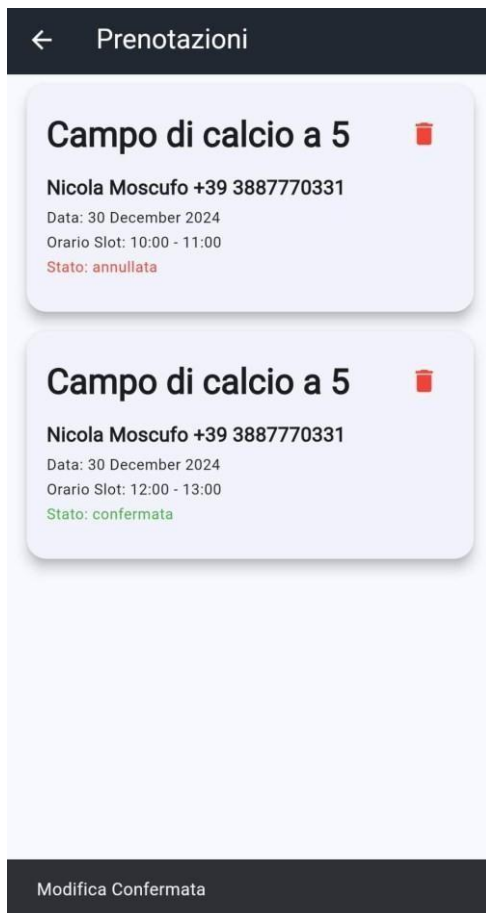 Prenotazioni
Campo di calcio a 5
Nicola Moscufo +39 3887770331
Data: 30 December 2024
Orario Slot: 10:00 - 11:00
Stato: annullata
Campo di calcio a 5
Nicola Moscufo +39 3887770331
Data: 30 December 2024
Orario Slot: 12:00 - 13:00
Stato: confermata
Modifica Confermata